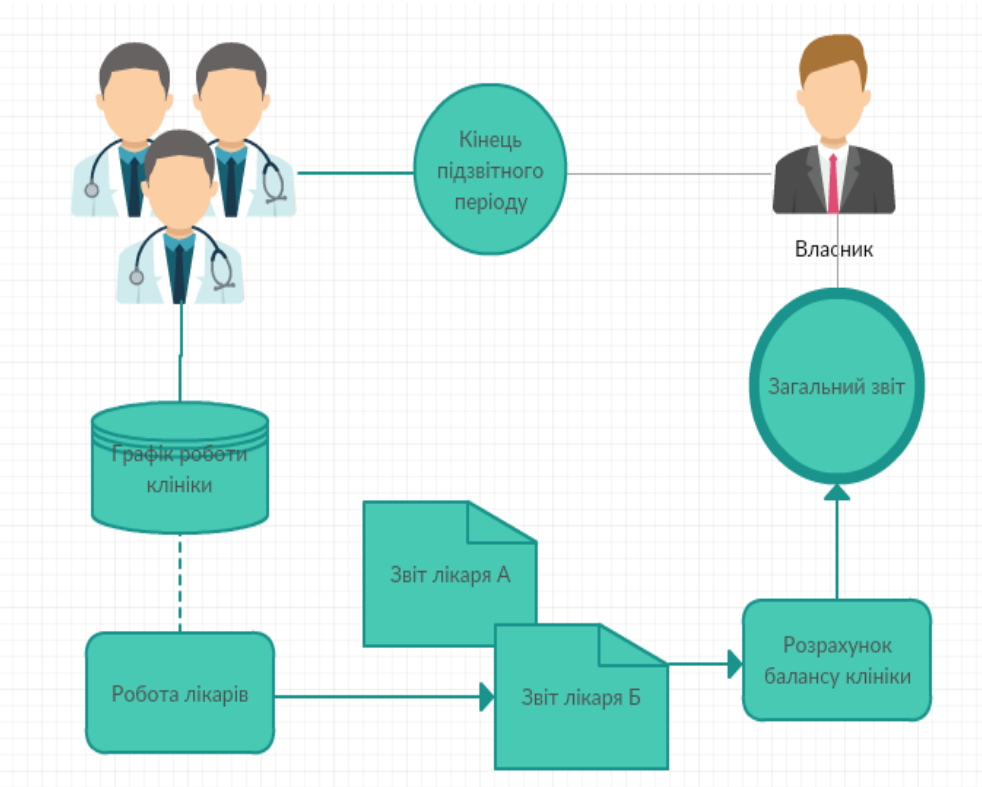 Кінець
підзвітного
періоду
Власник
Загальний звіт
Графік роботи
клініки
Звіт лікаря А
Звіт лікаря Б
Розрахунок
балансу клініки
Робота лікарів